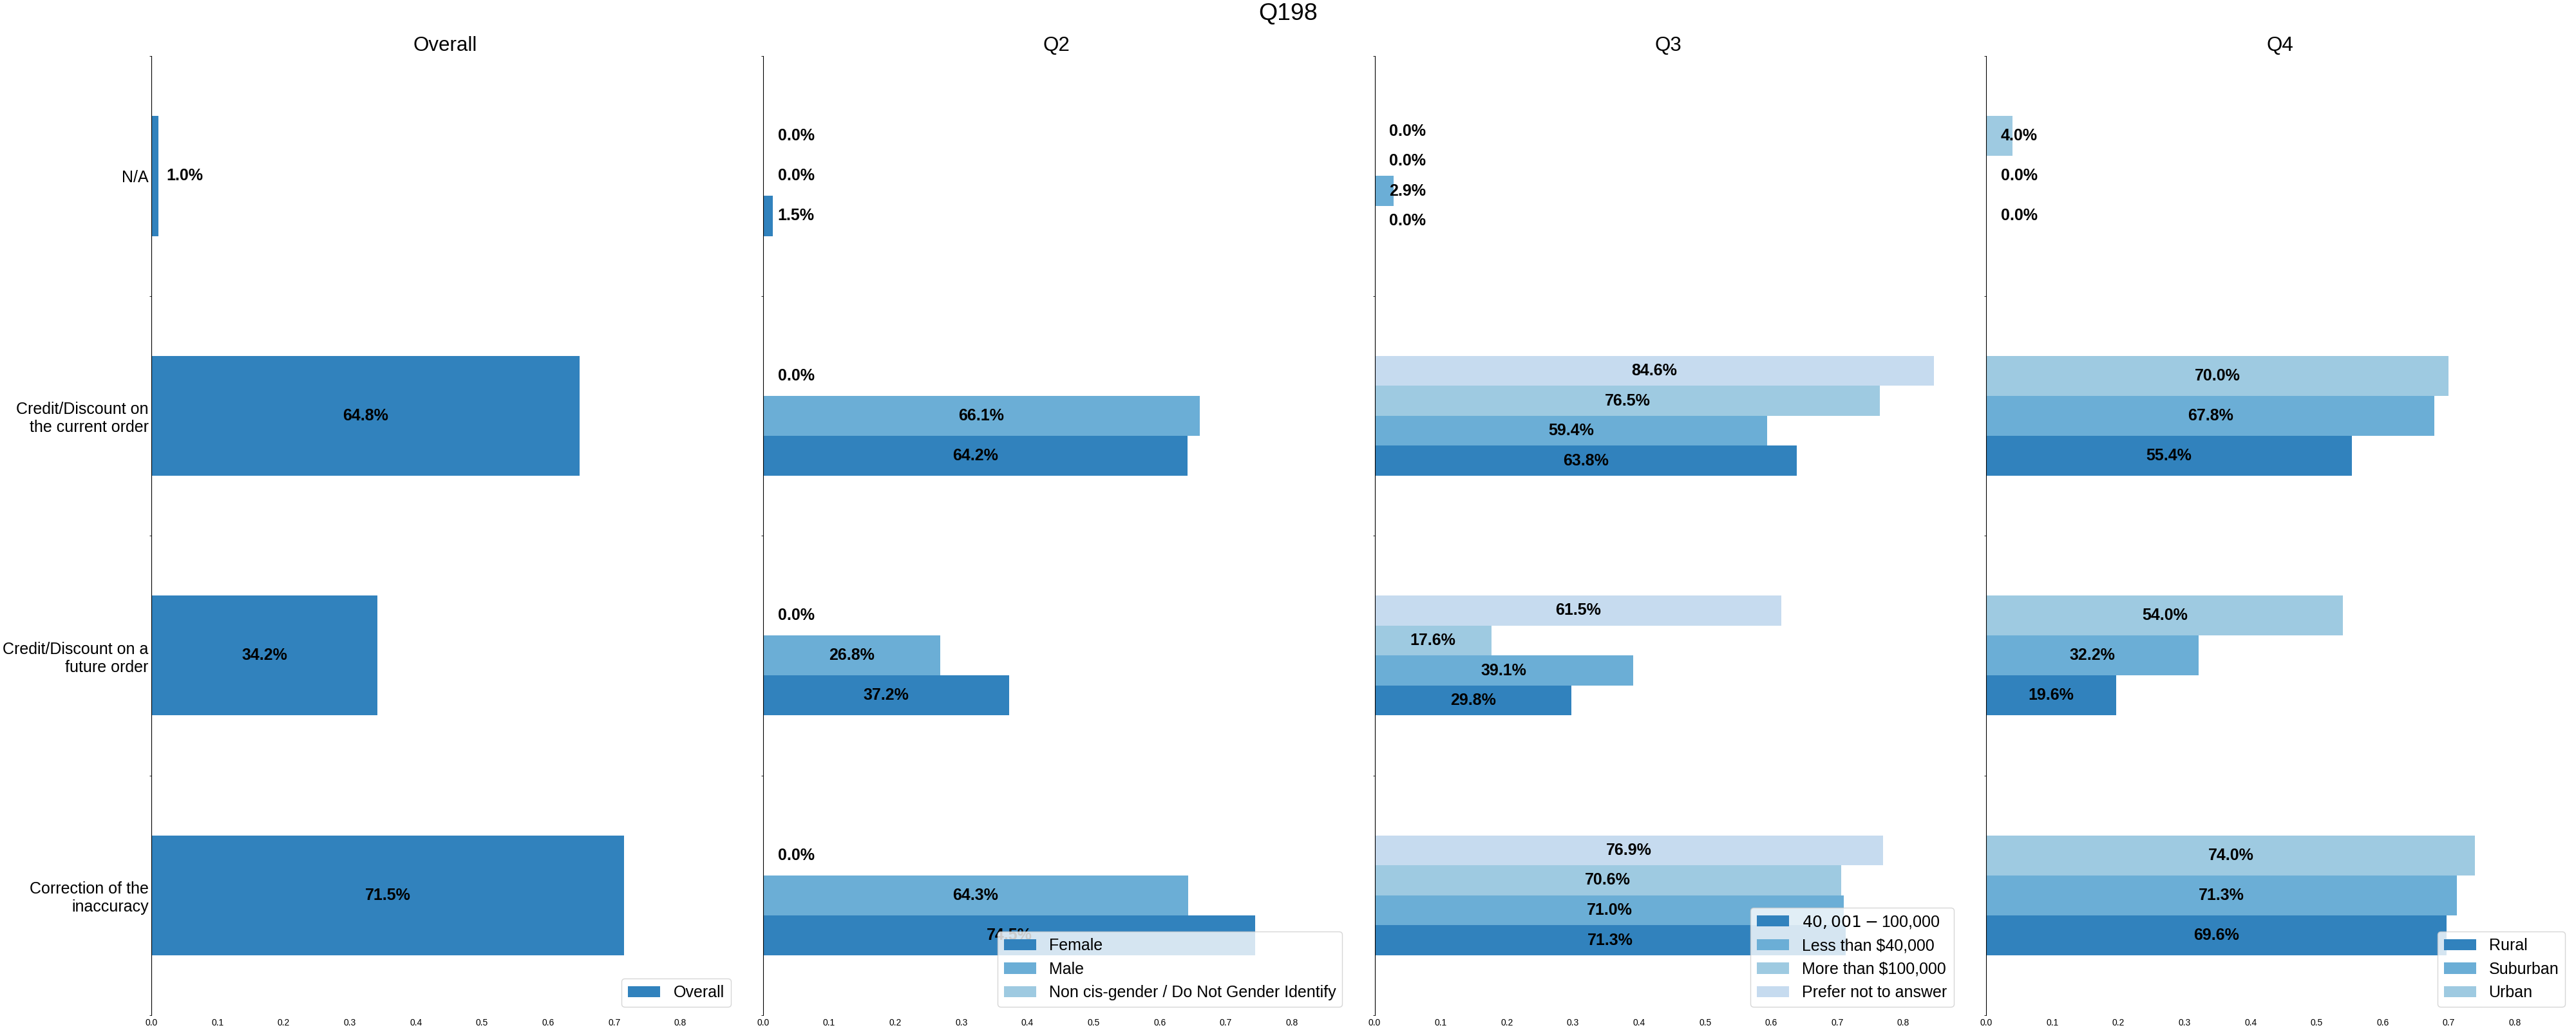 Q198
Overall
N/A
1.0%
Credit/Discount on
the current order
64.8%
Credit/Discount on a
future order
34.2%
Correction of the
inaccuracy
71.5%
Overall
0.0 0.1 0.2 0.3 0.4 0.5 0.6 0.7 0.8
Q2
0.0%
0.0%
1.5%
0.0%
66.1%
64.2%
0.0%
26.8%
37.2%
0.0%
64.3%
74.5%
Female
Male
Non cis-gender / Do Not Gender Identify
0.0 0.1 0.2 0.3 0.4 0.5 0.6 0.7 0.8
Q3
0.0%
0.0%
2.9%
0.0%
84.6%
76.5%
59.4%
63.8%
61.5%
17.6%
39.1%
29.8%
76.9%
70.6%
71.0%
71.3%
40,001−100,000
Less than $40,000
More than $100,000
Prefer not to answer
0.0 0.1 0.2 0.3 0.4 0.5 0.6 0.7 0.8
Q4
4.0%
0.0%
0.0%
70.0%
67.8%
55.4%
54.0%
32.2%
19.6%
74.0%
71.3%
69.6%
Rural
Suburban
Urban
0.0 0.1 0.2 0.3 0.4 0.5 0.6 0.7 0.8